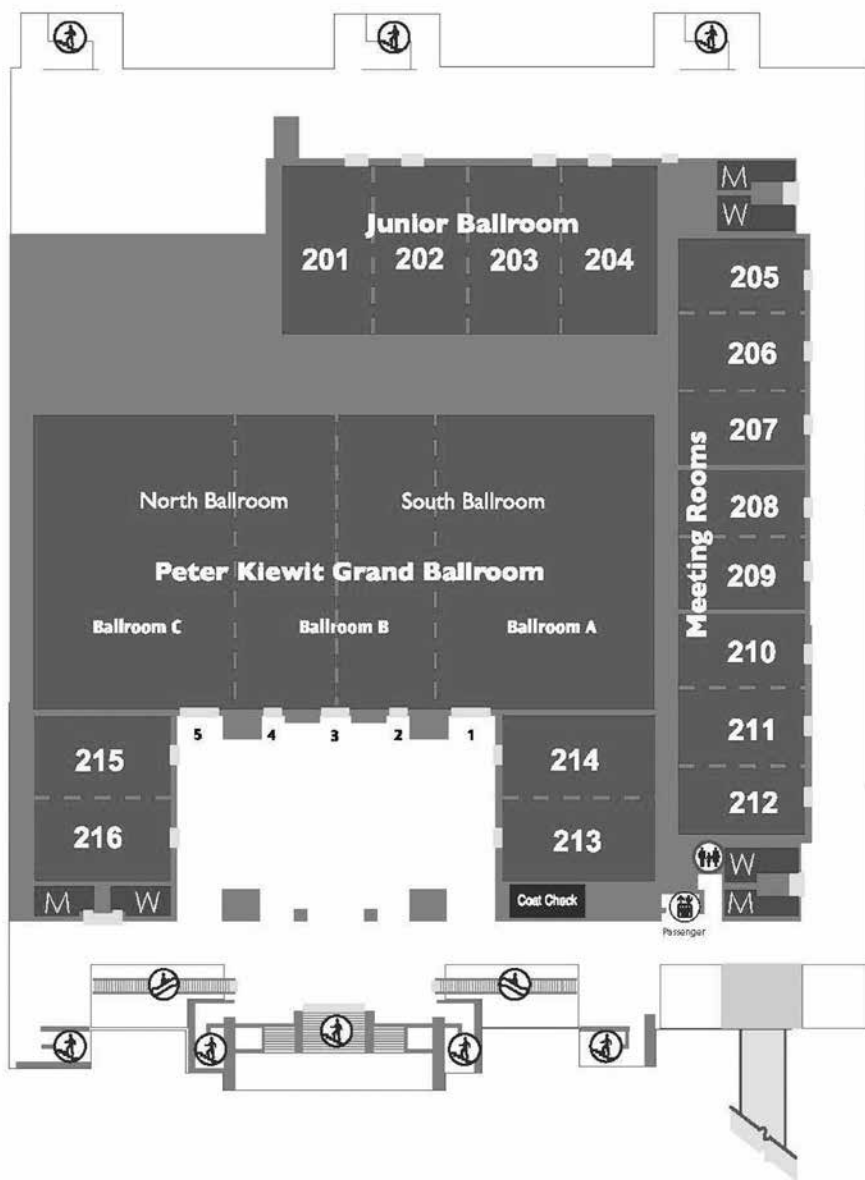 M
W
Junior Ballroom
201 202 203 204
205
206
207
208
209
210
211
212
Meeting Rooms
North Ballroom South Ballroom
Peter Kiewit Grand Ballroom
Ballroom C Ballroom B Ballroom A
5 4 3 2 1
215
216
214
213
M W
Coat Check
W
M
Passenger